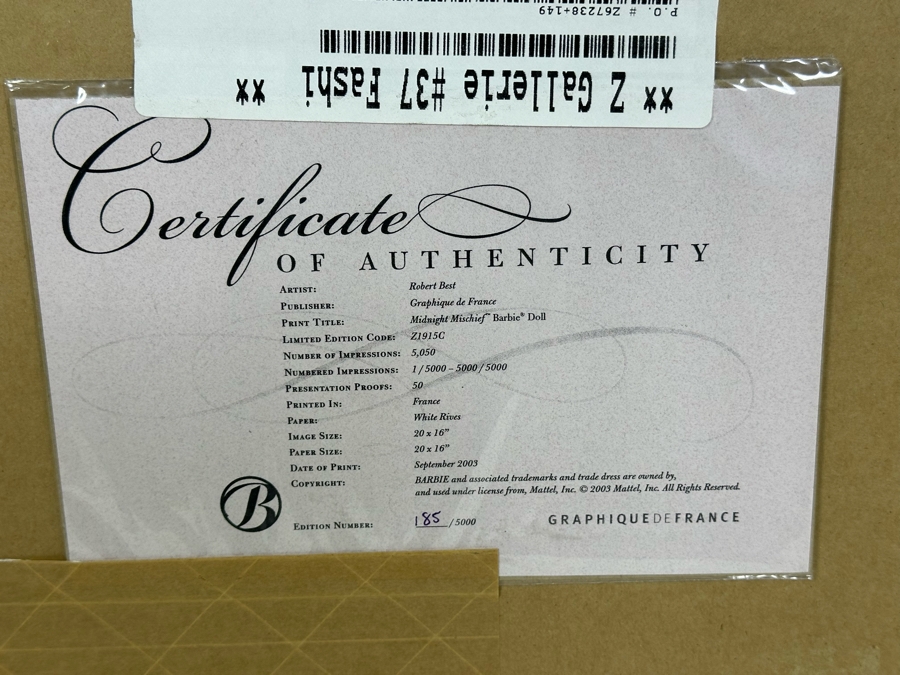 P.O. # Z67238+149
** Z Gallerie #37 Fashi **
Certificate
OF AUTHENTICITY
ARTIST: Robert Best
PUBLISHER: Graphique de France
PRINT TITLE: Midnight Mischief™ Barbie® Doll
LIMITED EDITION CODE: Z1915C
NUMBER OF IMPRESSIONS: 5,050
NUMBERED IMPRESSIONS: 1/5000 – 5000/5000
PRESENTATION PROOFS: 50
PRINTED IN: France
PAPER: White Rives
IMAGE SIZE: 20 x 16"
PAPER SIZE: 20 x 16"
DATE OF PRINT: September 2003
COPYRIGHT: BARBIE and associated trademarks and trade dress are owned by,
and used under license from, Mattel, Inc. © 2003 Mattel, Inc. All Rights Reserved.
B
EDITION NUMBER: 185 /5000
GRAPHIQUEDEFRANCE